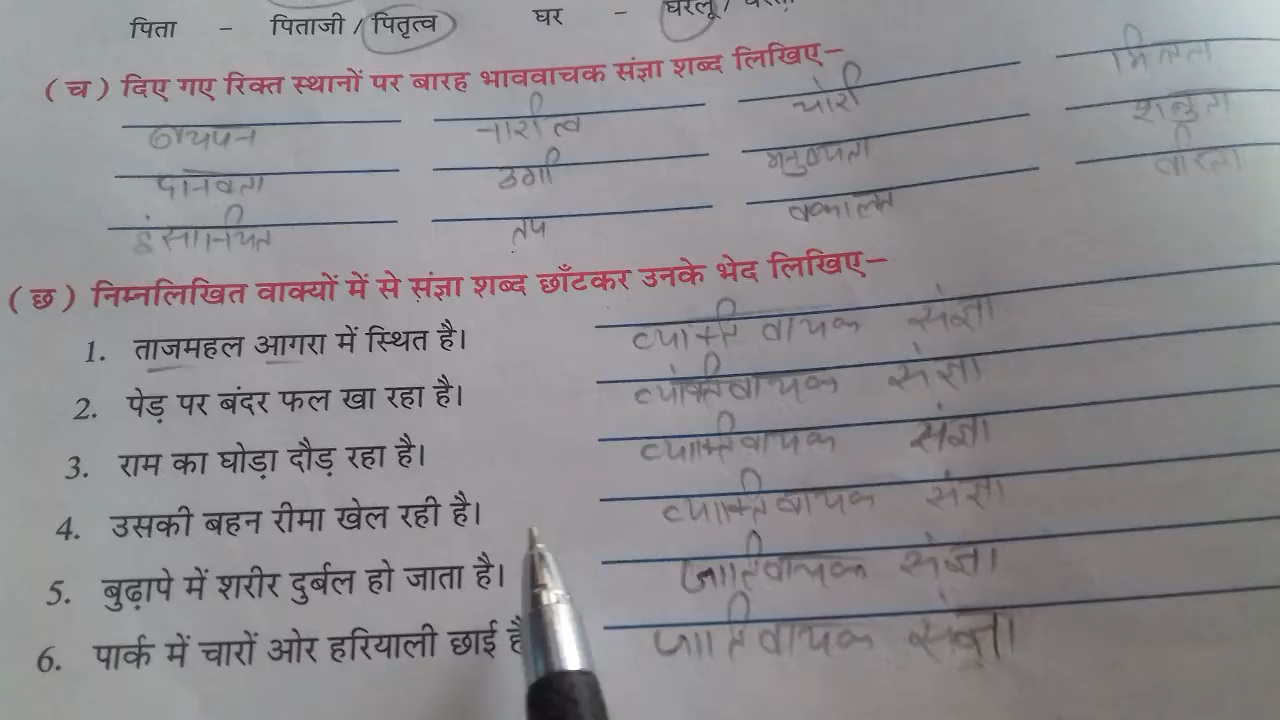 पिता - पिताजी / पितृत्व घर - घरलू /
( च ) दिए गए रिक्त स्थानों पर बारह भाववाचक संज्ञा शब्द लिखिए-
नारीत्व चोरी मित्रता
दानवता ठगी मनुष्यता शत्रुता
इंसानियत तप वकालत वीरता
( छ ) निम्नलिखित वाक्यों में से संज्ञा शब्द छाँटकर उनके भेद लिखिए-
1. ताजमहल आगरा में स्थित है। व्यक्तिवाचक संज्ञा
2. पेड़ पर बंदर फल खा रहा है। व्यक्तिवाचक संज्ञा
3. राम का घोड़ा दौड़ रहा है। व्यक्तिवाचक संज्ञा
4. उसकी बहन रीमा खेल रही है। व्यक्तिवाचक संज्ञा
5. बुढ़ापे में शरीर दुर्बल हो जाता है। जातिवाचक संज्ञा
6. पार्क में चारों ओर हरियाली छाई है जातिवाचक संज्ञा